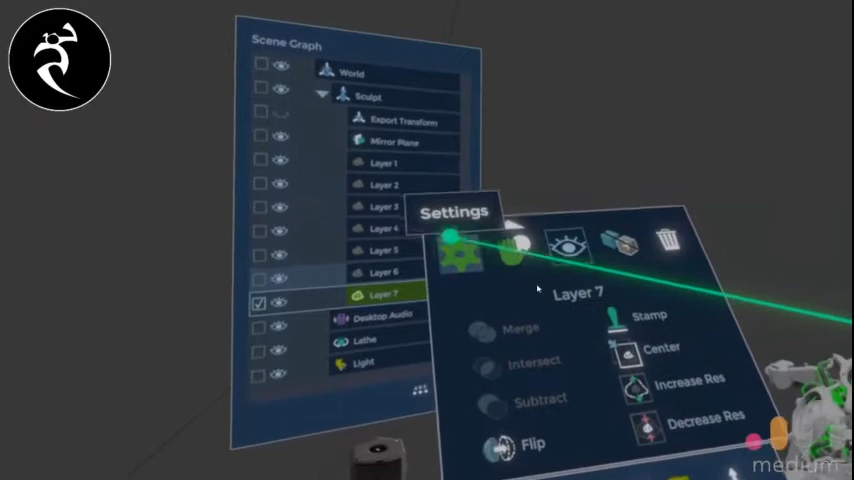 Scene Graph
World
Sculpt
Export Transform
Mirror Plane
Layer 1
Layer 2
Layer 3
Layer 4
Layer 5
Layer 6
Layer 7
Desktop Audio
Lathe
Light
Settings
Layer 7
Merge
Intersect
Subtract
Flip
Stamp
Center
Increase Res
Decrease Res
medium